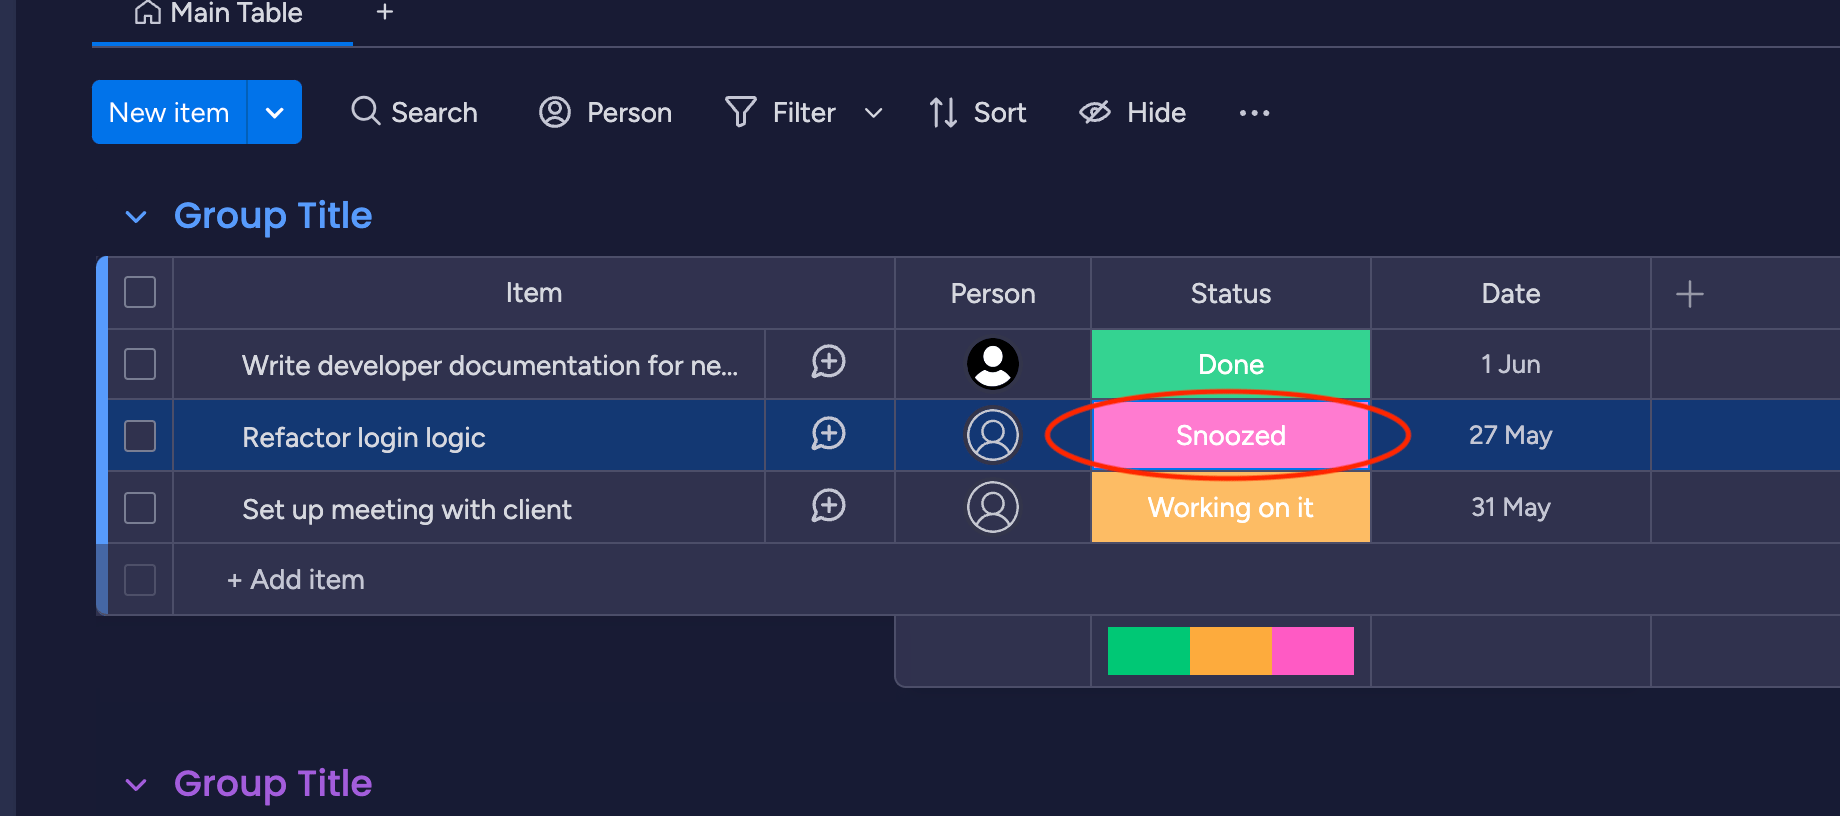 Main Table +
New item Search Person Filter Sort Hide ...
Group Title
Item Person Status Date +
Write developer documentation for ne... Done 1 Jun
Refactor login logic Snoozed 27 May
Set up meeting with client Working on it 31 May
+ Add item
Group Title